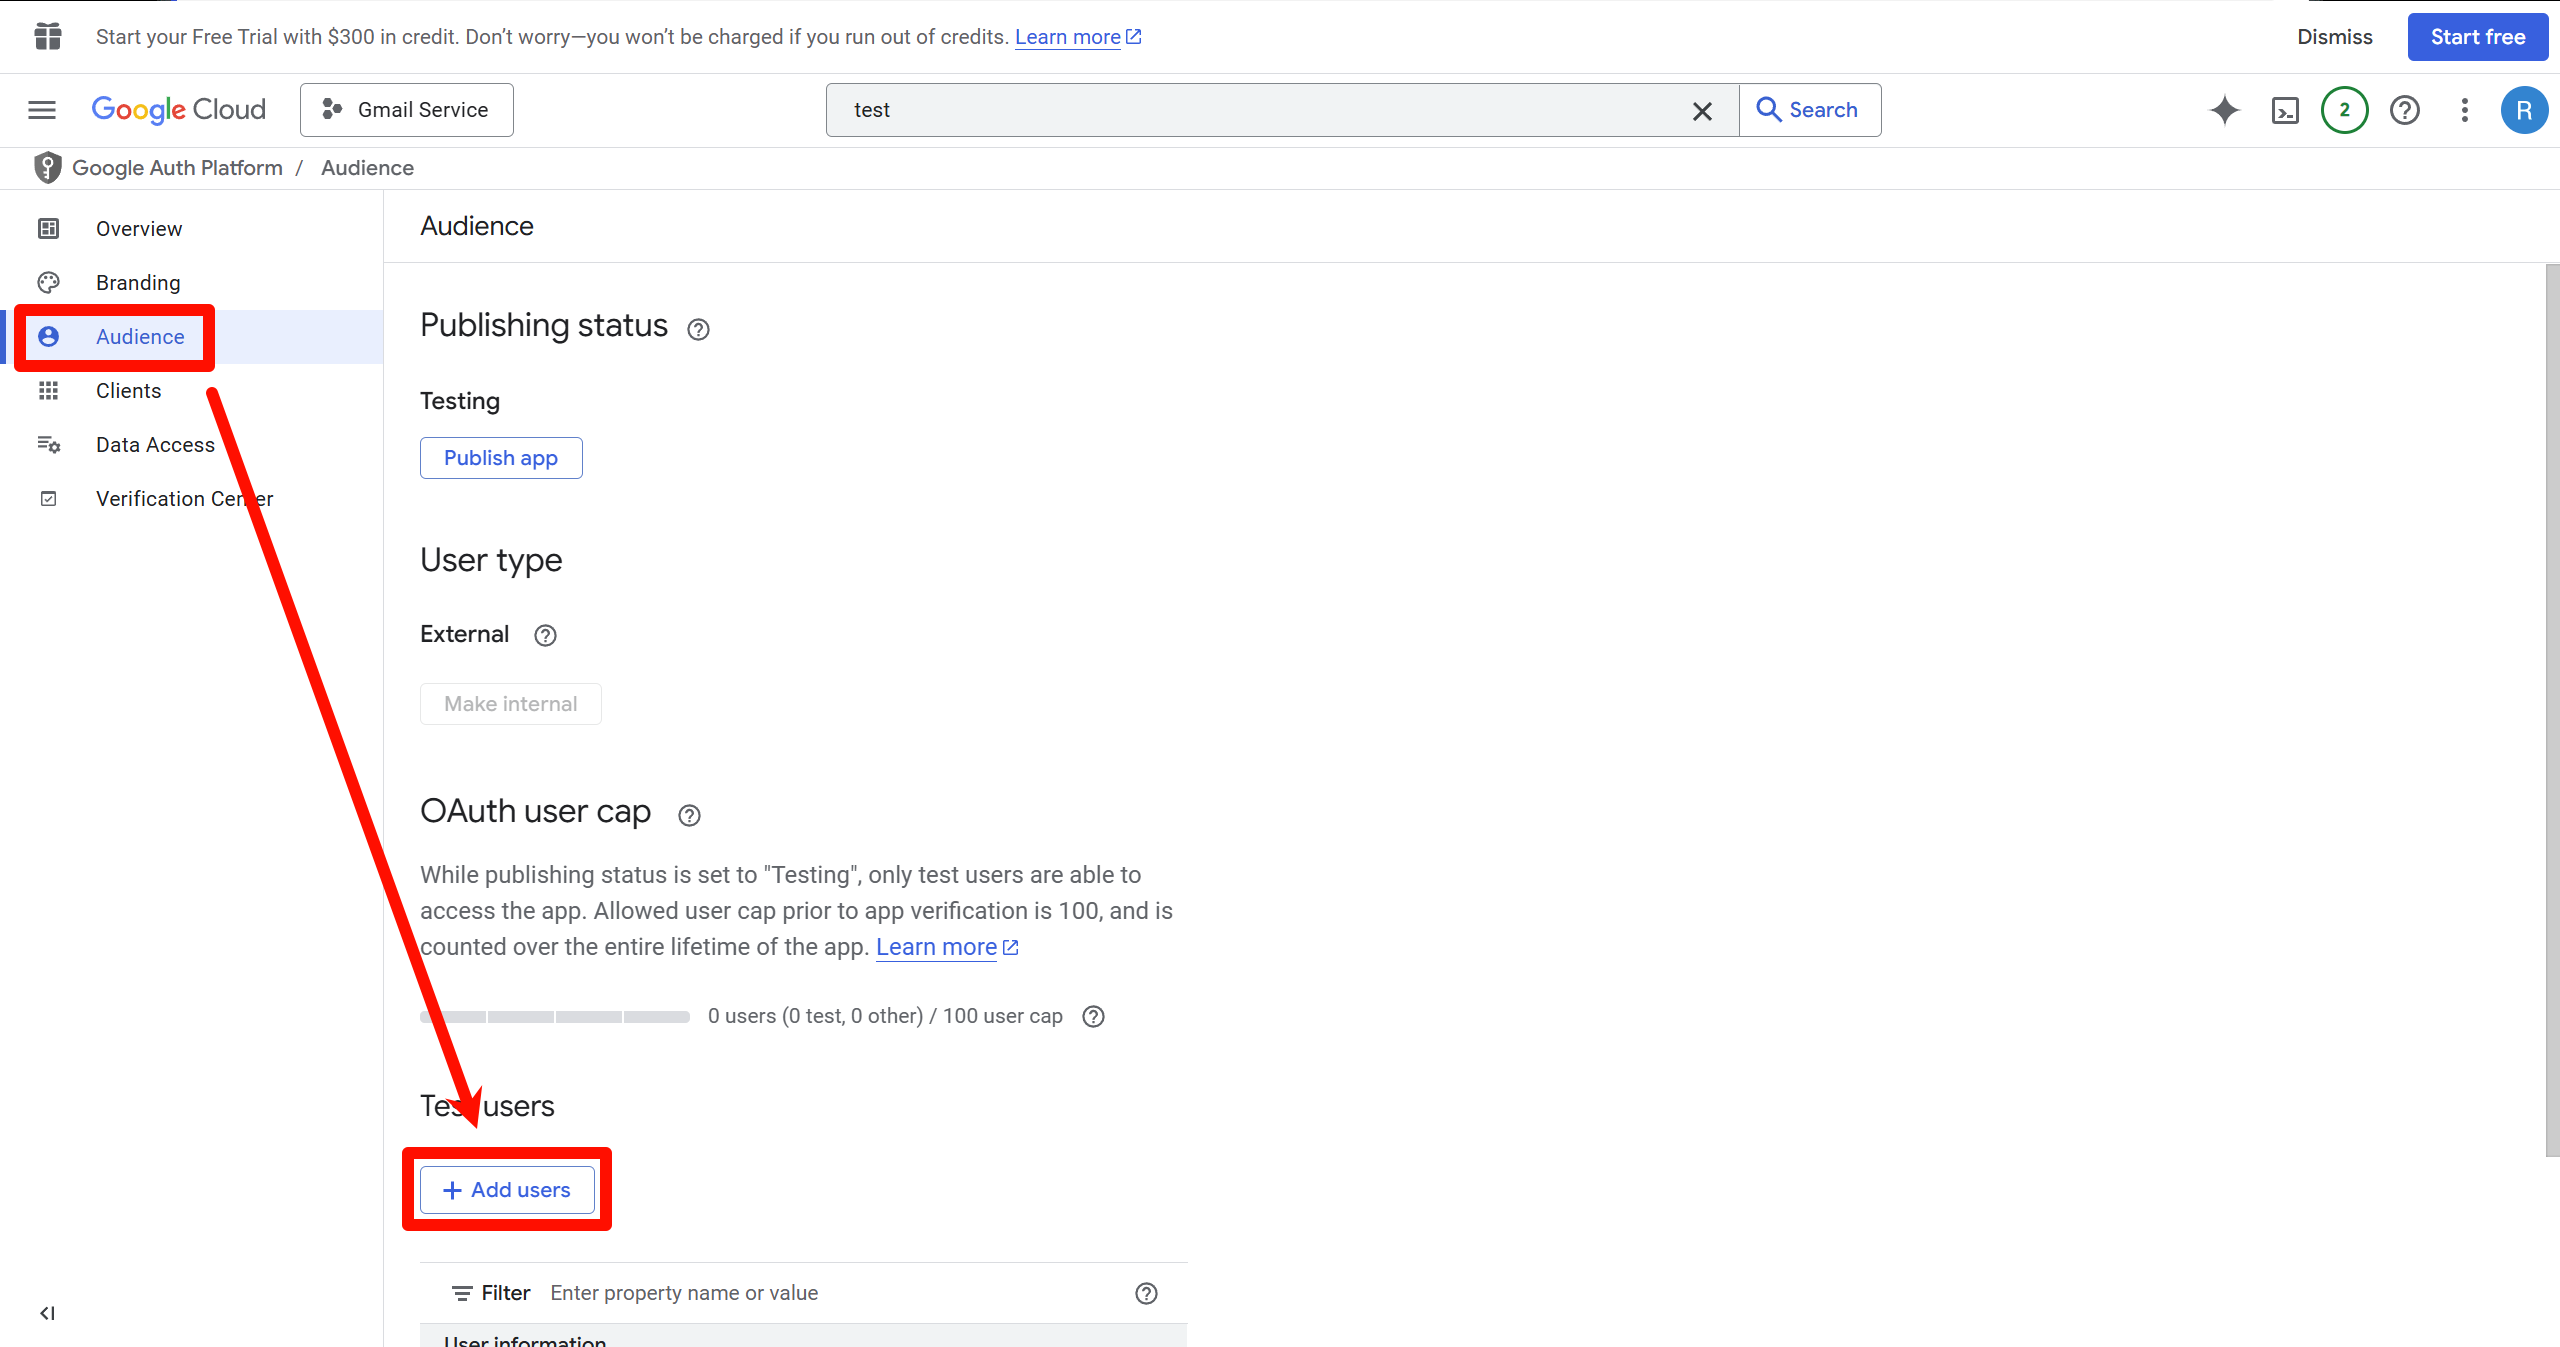 Start your Free Trial with $300 in credit. Don't worry—you won't be charged if you run out of credits. Learn more
Dismiss
Start free
Google Cloud
Gmail Service
test
Search
2
R
Google Auth Platform / Audience
Overview
Branding
Audience
Clients
Data Access
Verification Center
Audience
Publishing status
Testing
Publish app
User type
External
Make internal
OAuth user cap
While publishing status is set to "Testing", only test users are able to
access the app. Allowed user cap prior to app verification is 100, and is
counted over the entire lifetime of the app. Learn more
0 users (0 test, 0 other) / 100 user cap
Test users
+ Add users
Filter Enter property name or value
User information